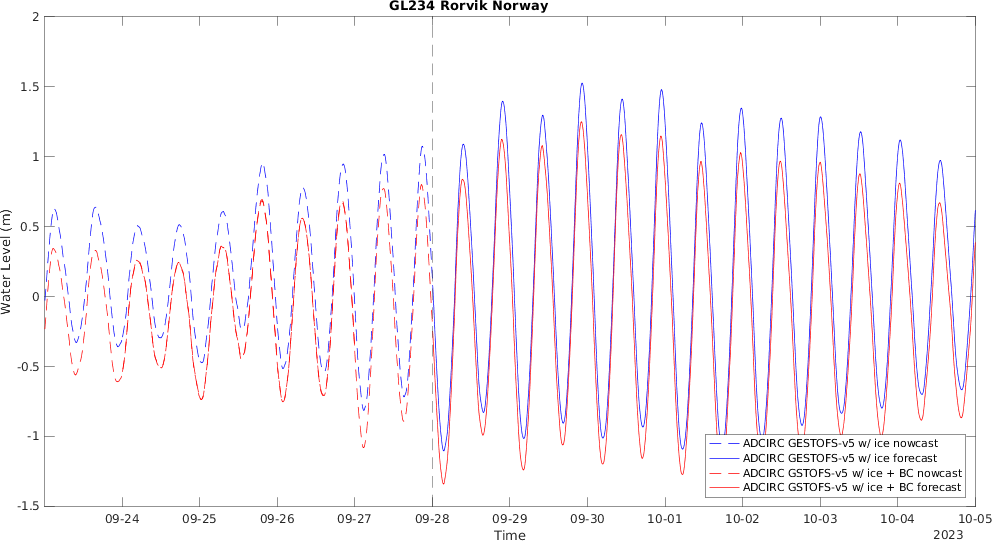 GL234 Rorvik Norway
2
1.5
1
0.5
0
-0.5
-1
-1.5
Water Level (m)
ADCIRC GESTOFS-v5 w/ ice nowcast
ADCIRC GESTOFS-v5 w/ ice forecast
ADCIRC GSTOFS-v5 w/ ice + BC nowcast
ADCIRC GSTOFS-v5 w/ ice + BC forecast
09-24 09-25 09-26 09-27 09-28 09-29 09-30 10-01 10-02 10-03 10-04 10-05
Time 2023